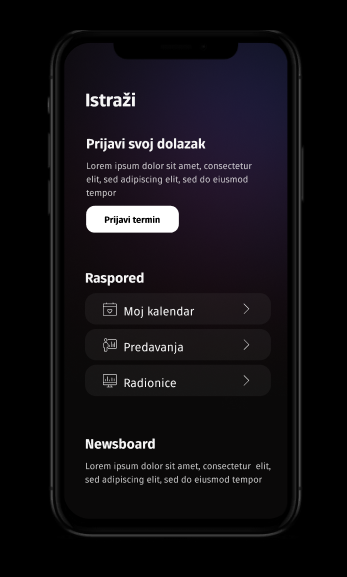 Istraži
Prijavi svoj dolazak
Lorem ipsum dolor sit amet, consectetur
elit, sed adipiscing elit, sed do eiusmod
tempor
Prijavi termin
Raspored
Moj kalendar
Predavanja
Radionice
Newsboard
Lorem ipsum dolor sit amet, consectetur elit,
sed adipiscing elit, sed do eiusmod tempor